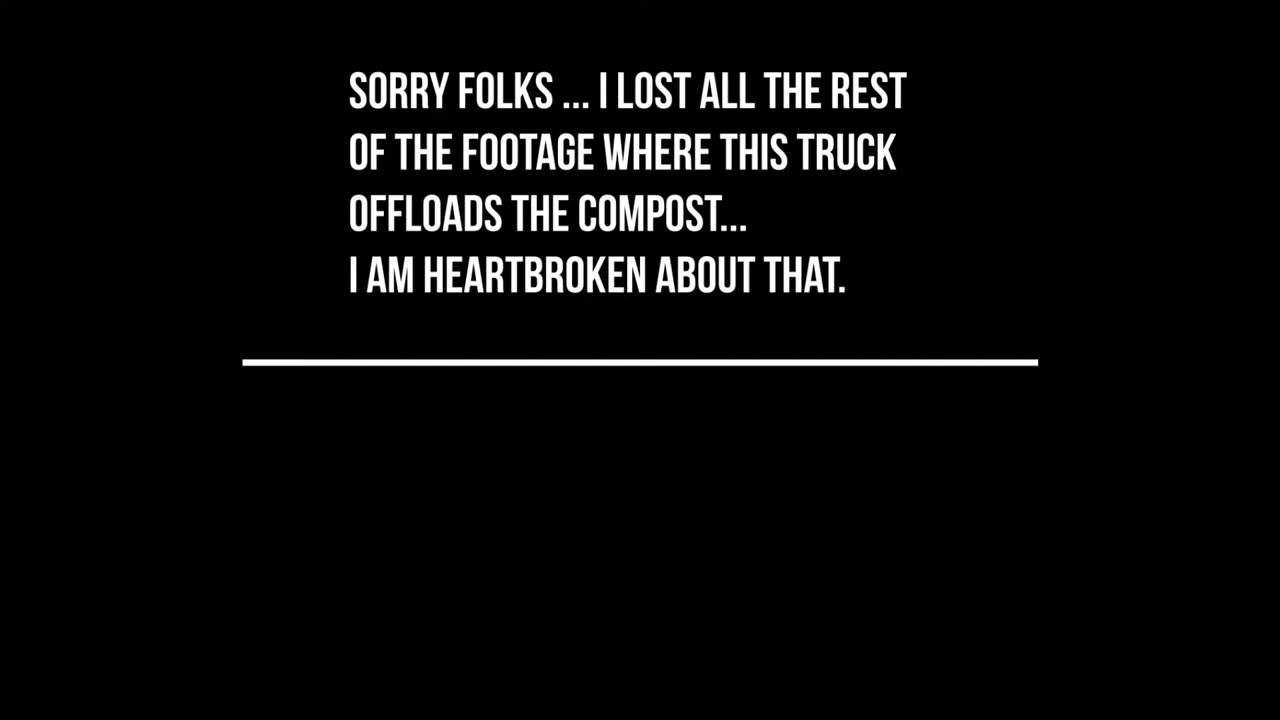 SORRY FOLKS ... I LOST ALL THE REST
OF THE FOOTAGE WHERE THIS TRUCK
OFFLOADS THE COMPOST...
I AM HEARTBROKEN ABOUT THAT.